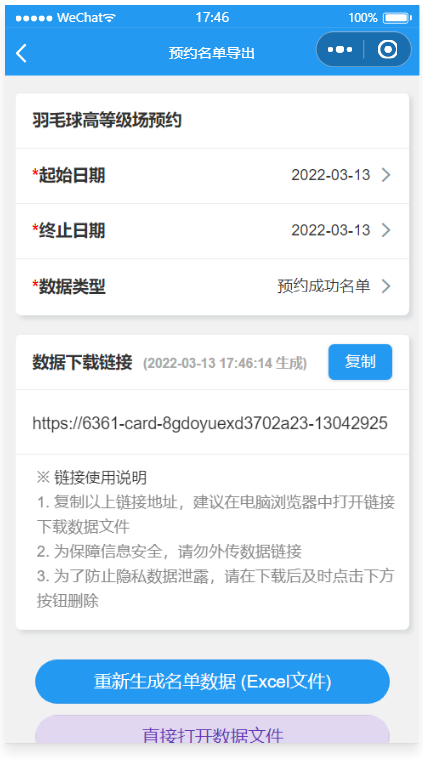 WeChat 17:46 100%
预约名单导出
羽毛球高等级场预约
*起始日期 2022-03-13
*终止日期 2022-03-13
*数据类型 预约成功名单
数据下载链接 (2022-03-13 17:46:14 生成) 复制
https://6361-card-8gdoyuexd3702a23-13042925
※ 链接使用说明
1. 复制以上链接地址，建议在电脑浏览器中打开链接
下载数据文件
2. 为保障信息安全，请勿外传数据链接
3. 为了防止隐私数据泄露，请在下载后及时点击下方
按钮删除
重新生成名单数据 (Excel文件)
直接打开数据文件